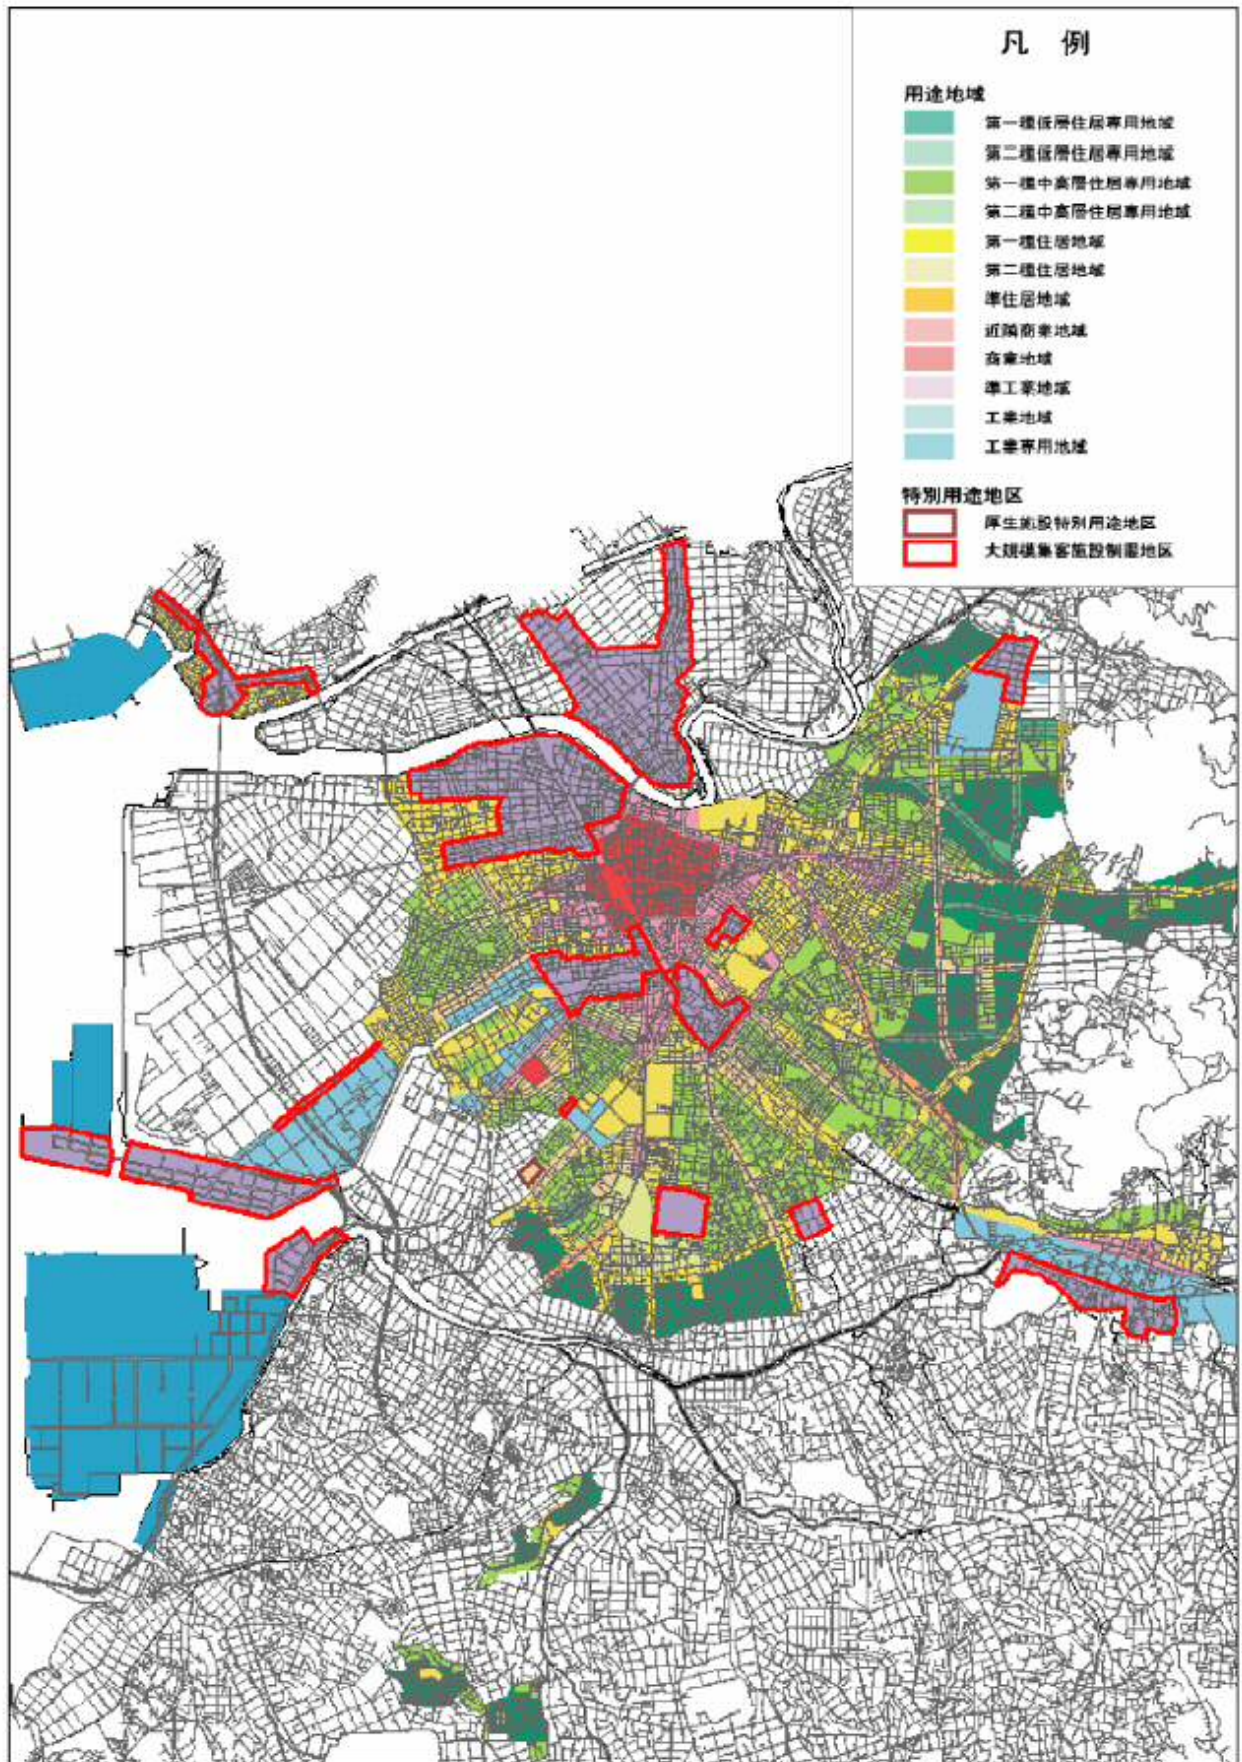 凡 例
用途地域
第一種低層住居専用地域
第二種低層住居専用地域
第一種中高層住居専用地域
第二種中高層住居専用地域
第一種住居地域
第二種住居地域
準住居地域
近隣商業地域
商業地域
準工業地域
工業地域
工業専用地域
特別用途地区
厚生施設特別用途地区
大規模集客施設制限地区